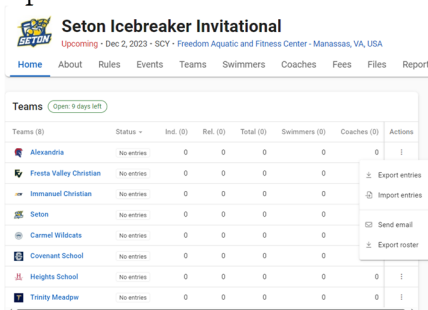 Seton Icebreaker Invitational
SETON
Upcoming • Dec 2, 2023 • SCY • Freedom Aquatic and Fitness Center - Manassas, VA, USA
Home About Rules Events Teams Swimmers Coaches Fees Files Report
Teams Open: 9 days left
Teams (8) Status Ind. (0) Rel. (0) Total (0) Swimmers (0) Coaches (0) Actions
Alexandria No entries 0 0 0 0 0
Export entries
Fresta Valley Christian No entries 0 0 0 0
Import entries
Immanuel Christian No entries 0 0 0 0
Seton No entries 0 0 0 0
Send email
Carmel Wildcats No entries 0 0 0 0
Export roster
Covenant School No entries 0 0 0 0
Heights School No entries 0 0 0 0 0
Trinity Meadpw No entries 0 0 0 0 0